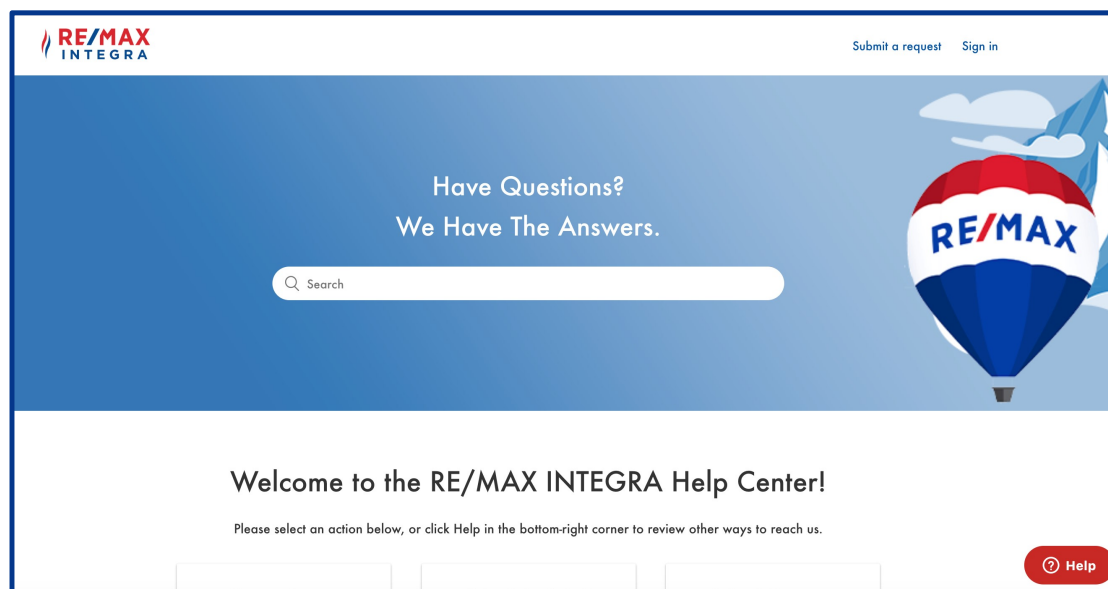 RE/MAX
INTEGRA
Submit a request Sign in
Have Questions?
We Have The Answers.
Search
RE/MAX
Welcome to the RE/MAX INTEGRA Help Center!
Please select an action below, or click Help in the bottom-right corner to review other ways to reach us.
Help